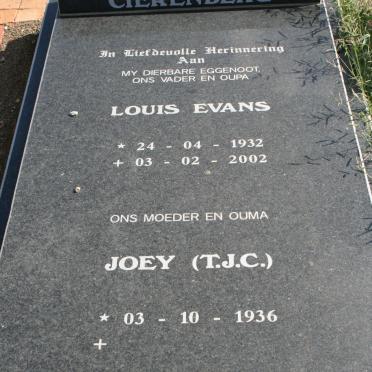 CIERENBERG
In Liefdevolle Herinnering
Aan
MY DIERBARE EGGENOOT,
ONS VADER EN OUPA
LOUIS EVANS
* 24 - 04 - 1932
+ 03 - 02 - 2002
ONS MOEDER EN OUMA
JOEY (T.J.C.)
* 03 - 10 - 1936
+